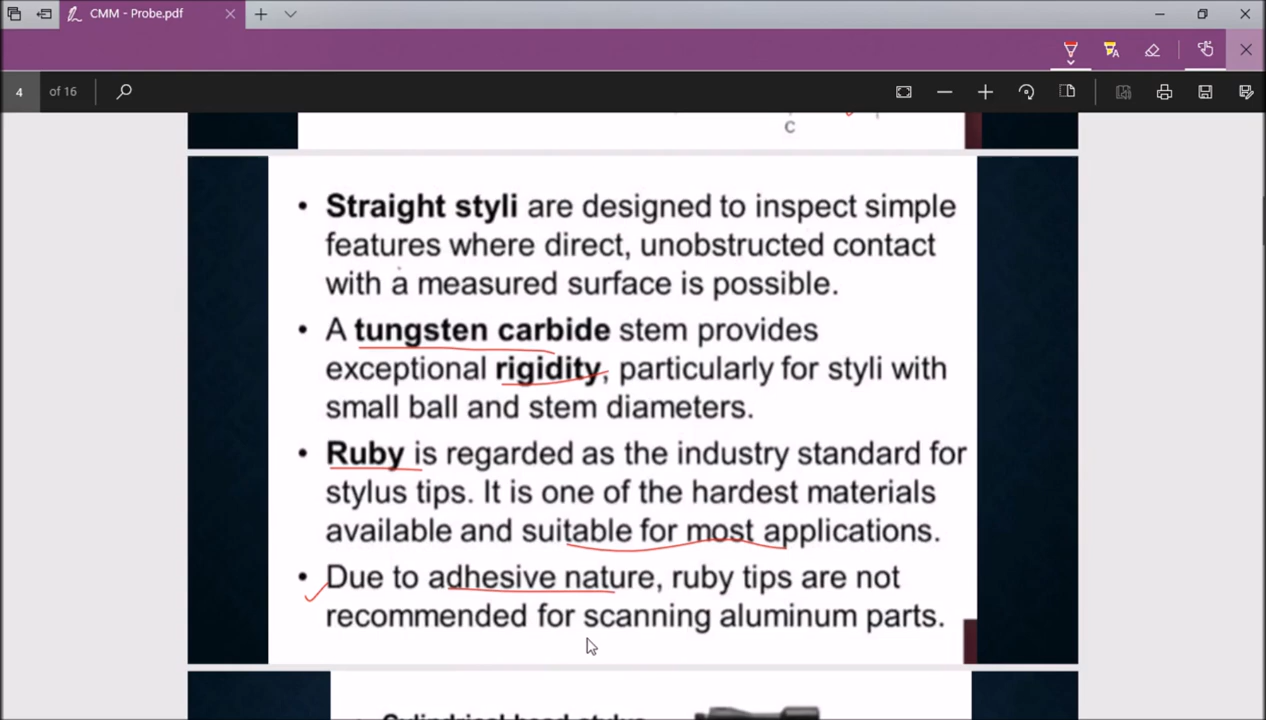 CMM - Probe.pdf
4 of 16
A
C
• Straight styli are designed to inspect simple
features where direct, unobstructed contact
with a measured surface is possible.
• A tungsten carbide stem provides
exceptional rigidity, particularly for styli with
small ball and stem diameters.
• Ruby is regarded as the industry standard for
stylus tips. It is one of the hardest materials
available and suitable for most applications.
• Due to adhesive nature, ruby tips are not
recommended for scanning aluminum parts.